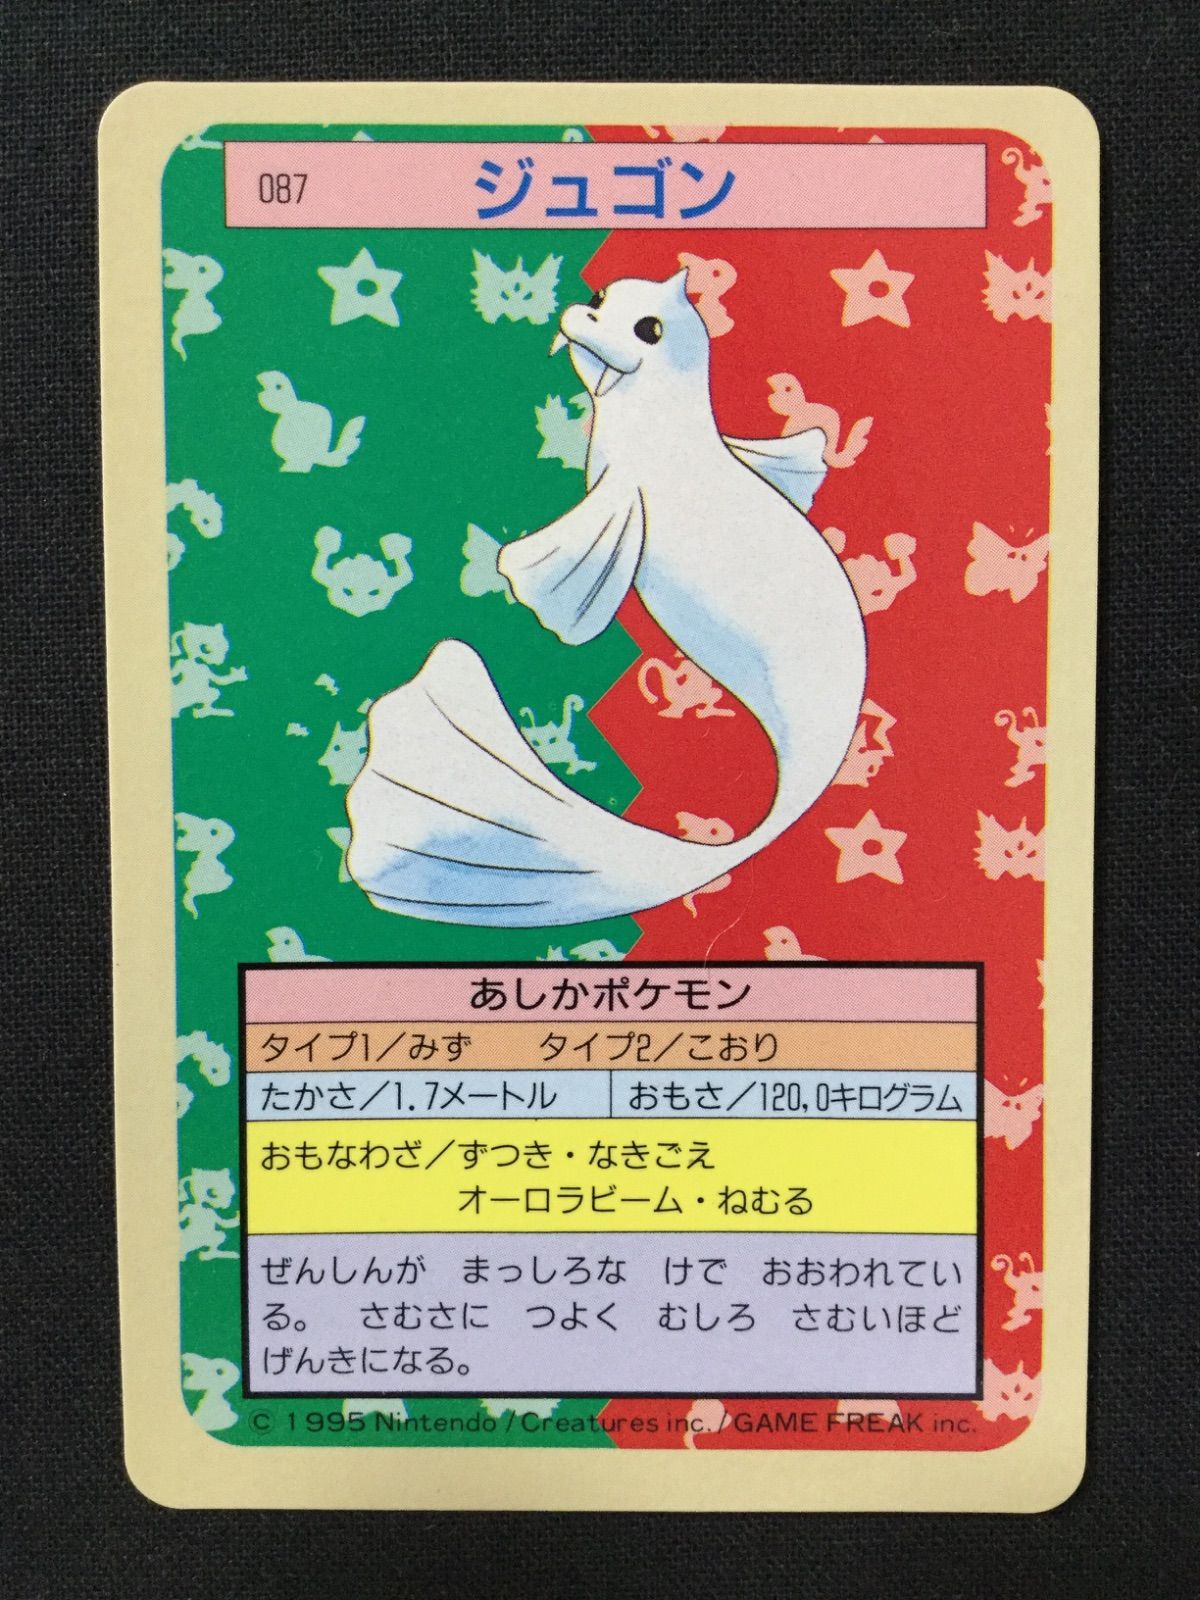 087 ジュゴン
あしかポケモン
タイプ1／みず　タイプ2／こおり
たかさ／1.7メートル　おもさ／120,0キログラム
おもなわざ／ずつき・なきごえ
オーロラビーム・ねむる
ぜんしんが　まっしろな　けで　おおわれてい
る。　さむさに　つよく　むしろ　さむいほど
げんきになる。
© 1995 Nintendo / Creatures inc. / GAME FREAK inc.